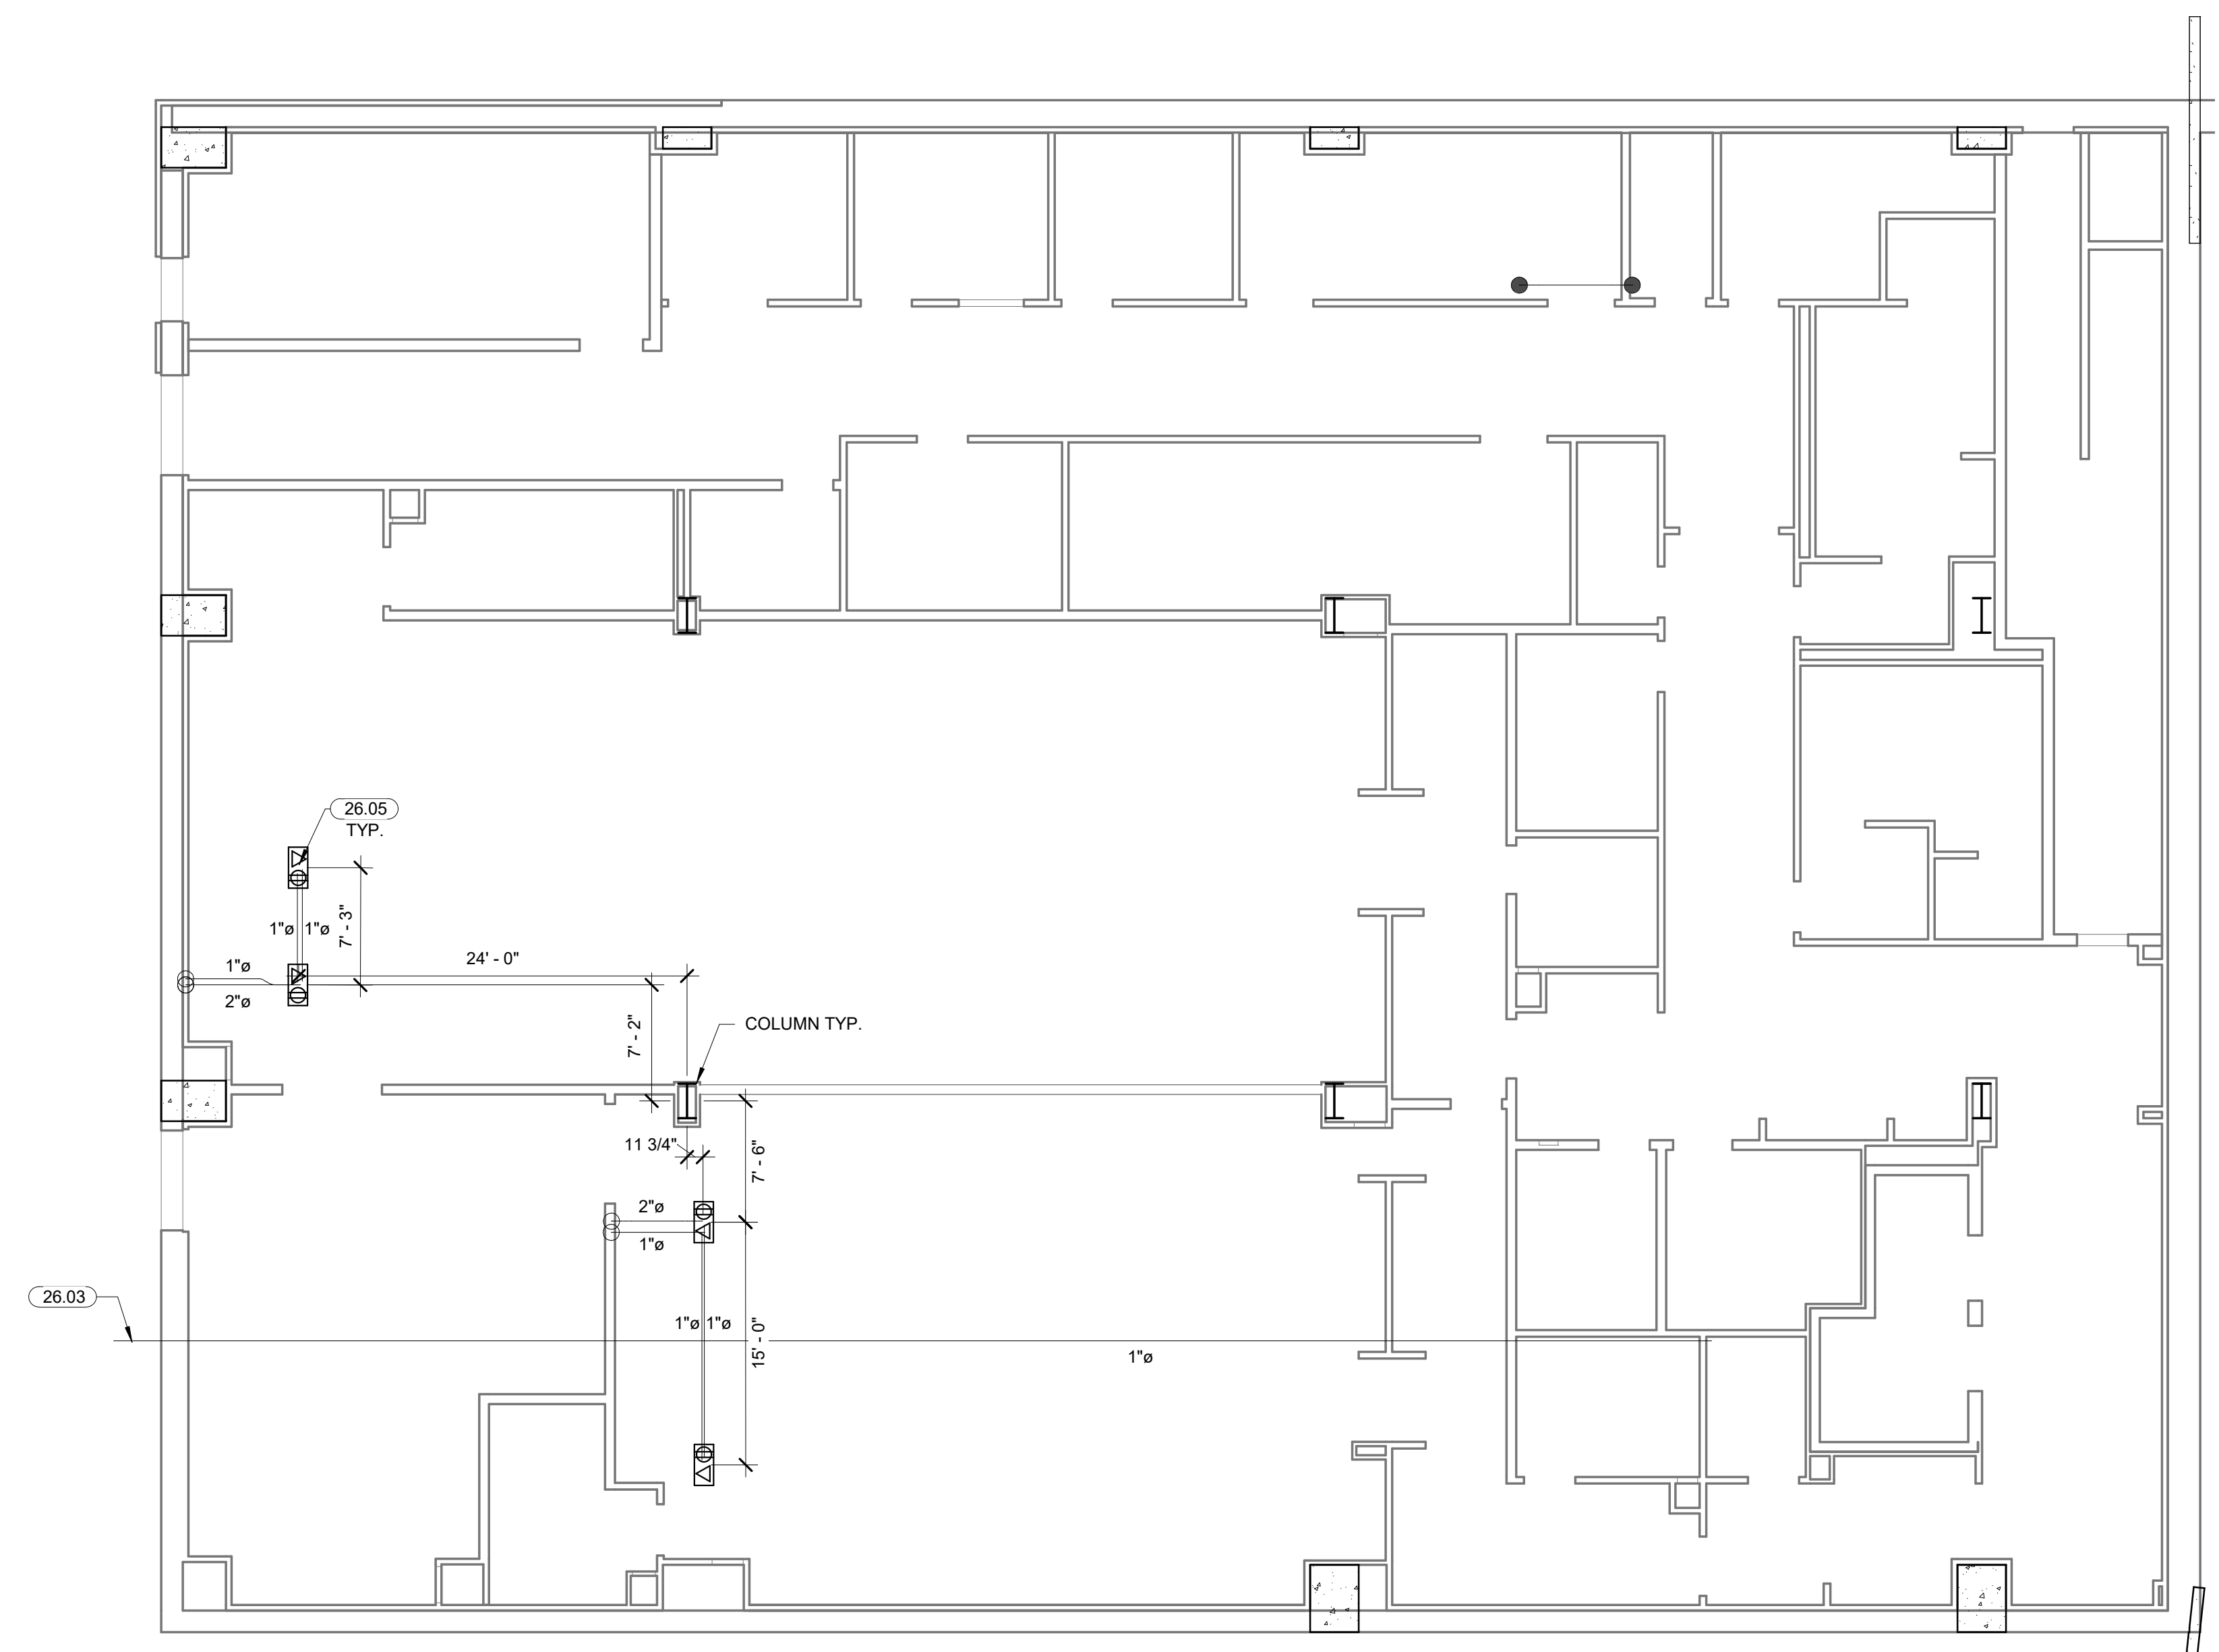 26.05
TYP.
1"ø
1"ø
7' - 3"
24' - 0"
1"ø
2"ø
7' - 2"
COLUMN TYP.
11 3/4"
7' - 6"
2"ø
1"ø
26.03
1"ø
1"ø
15' - 0"
1"ø